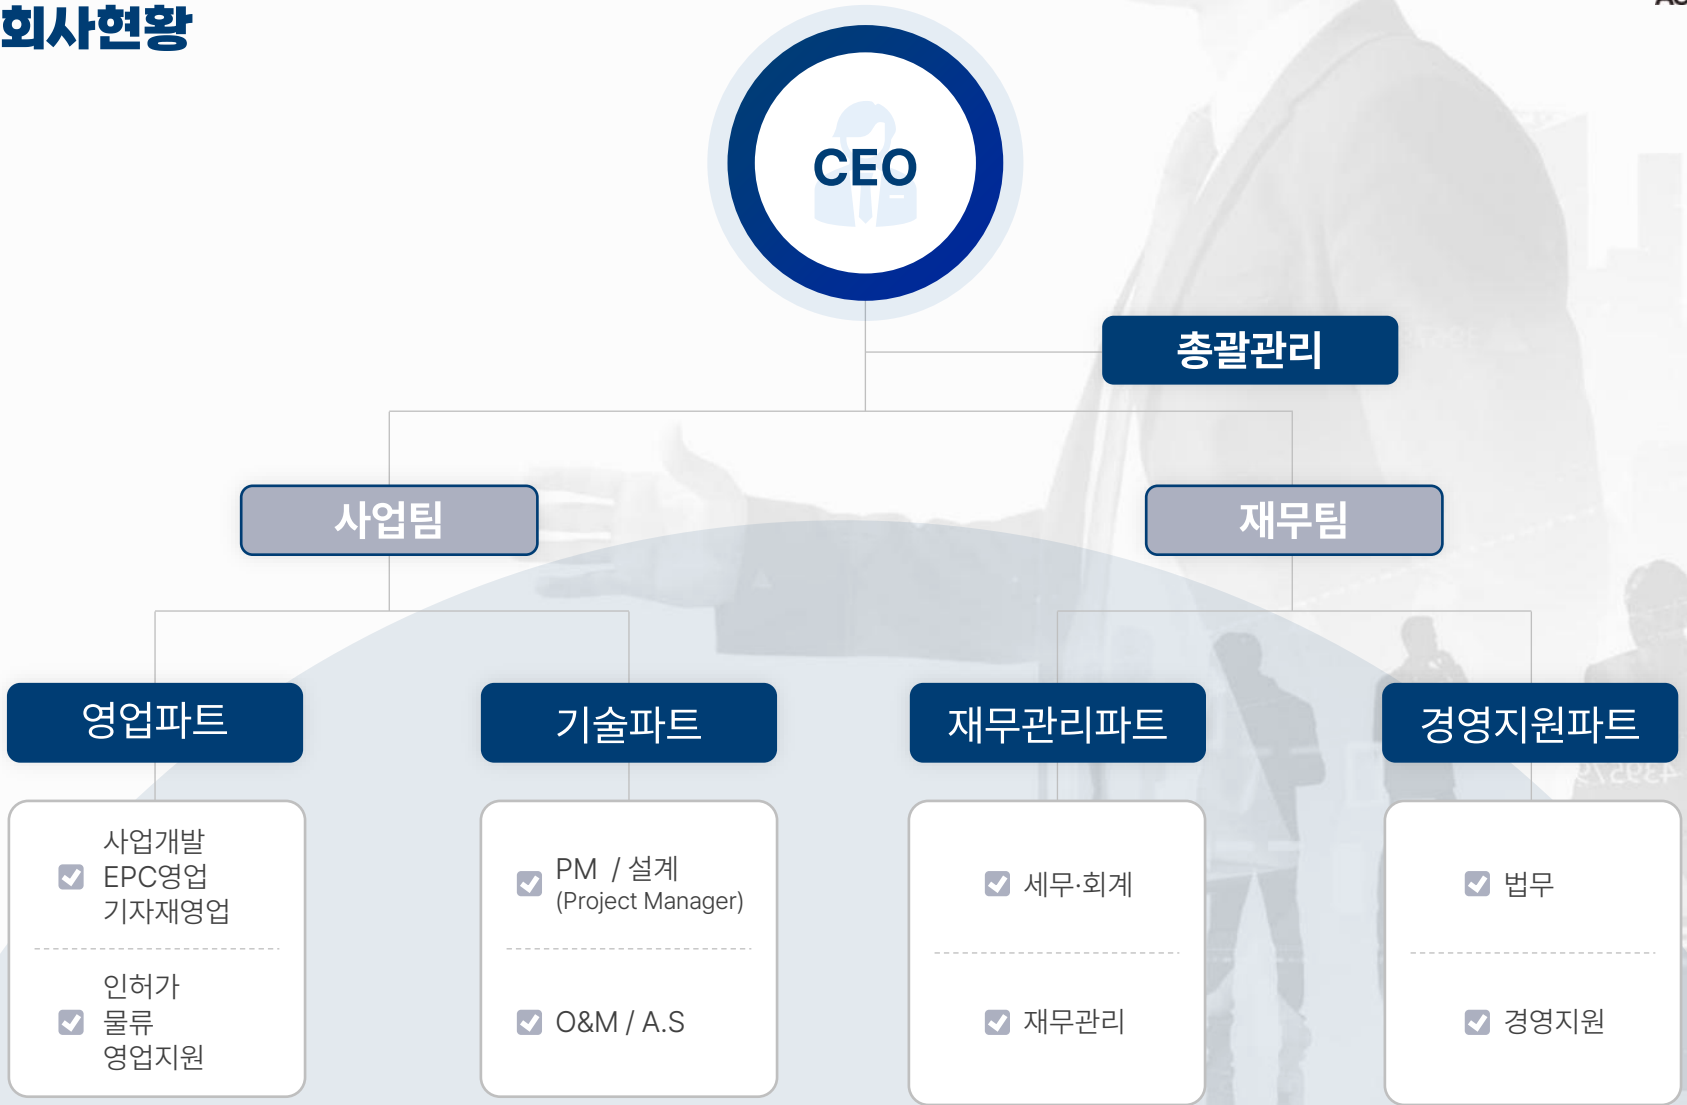 회사현황
CEO
총괄관리
사업팀
재무팀
영업파트
기술파트
재무관리파트
경영지원파트
사업개발
EPC영업
기자재영업
인허가
물류
영업지원
PM / 설계
(Project Manager)
O&M / A.S
세무·회계
재무관리
법무
경영지원